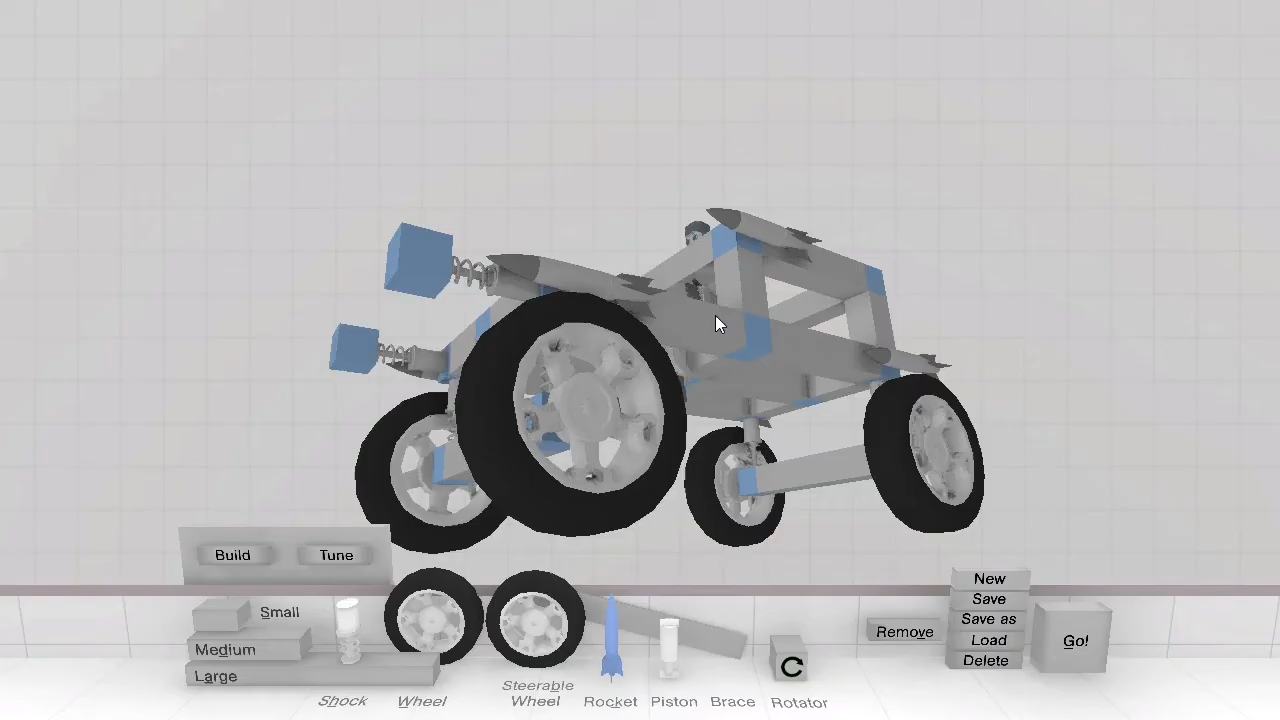 Build
Tune
Small
Medium
Large
Shock
Wheel
Steerable
Wheel
Rocket
Piston
Brace
Rotator
Remove
New
Save
Save as
Load
Delete
Go!